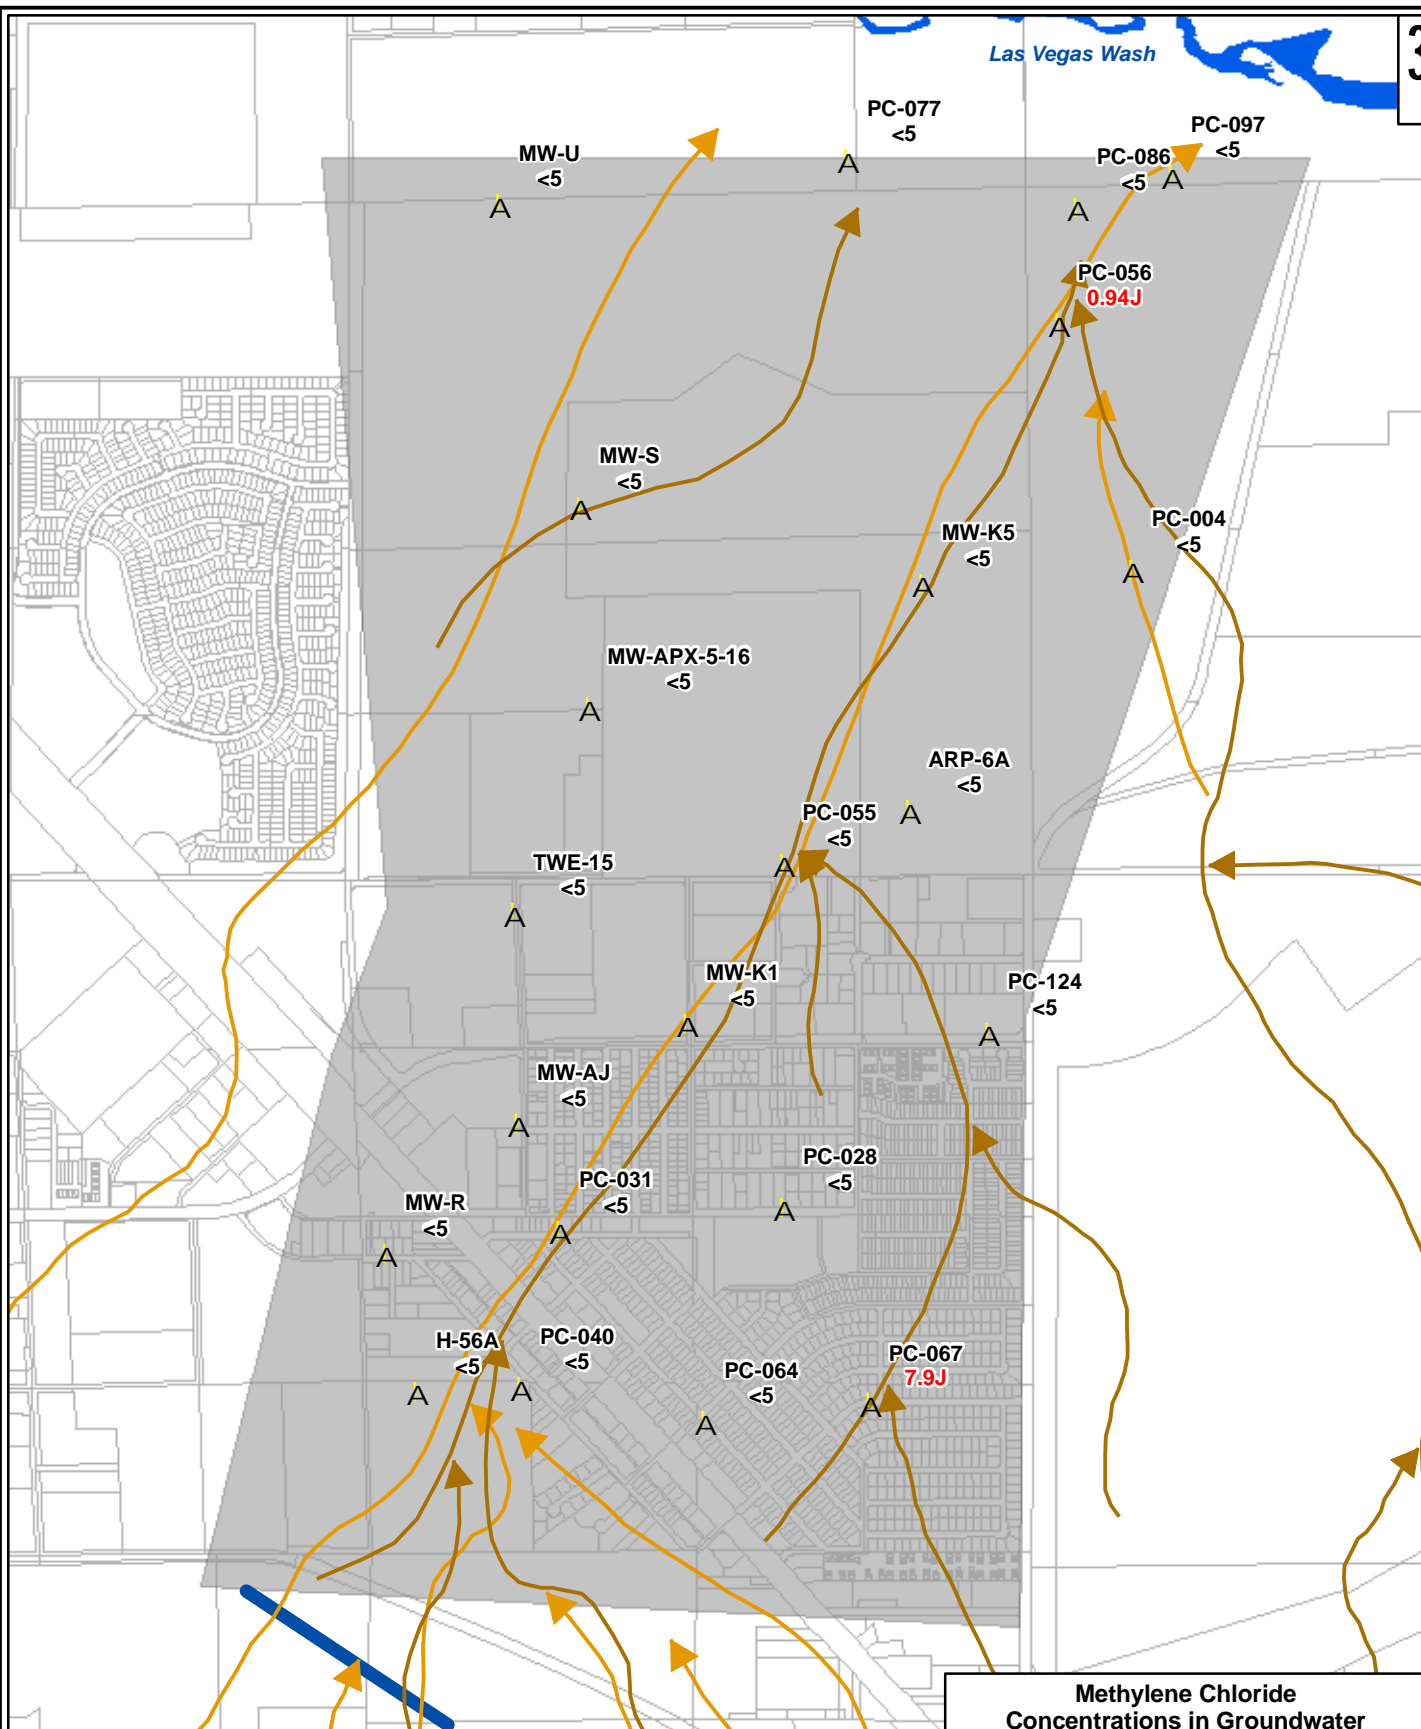 3
Las Vegas Wash
PC-077
<5
PC-097
<5
MW-U
<5
PC-086
<5
A
A
A
A
PC-056
0.94J
A
MW-S
<5
A
PC-004
<5
MW-K5
<5
A
A
MW-APX-5-16
<5
A
ARP-6A
<5
A
PC-055
<5
A
TWE-15
<5
A
MW-K1
<5
A
PC-124
<5
A
MW-AJ
<5
A
PC-028
<5
A
PC-031
<5
A
MW-R
<5
A
H-56A
<5
A
PC-040
<5
A
PC-064
<5
A
PC-067
7.9J
A
Methylene Chloride
Concentrations in Groundwater